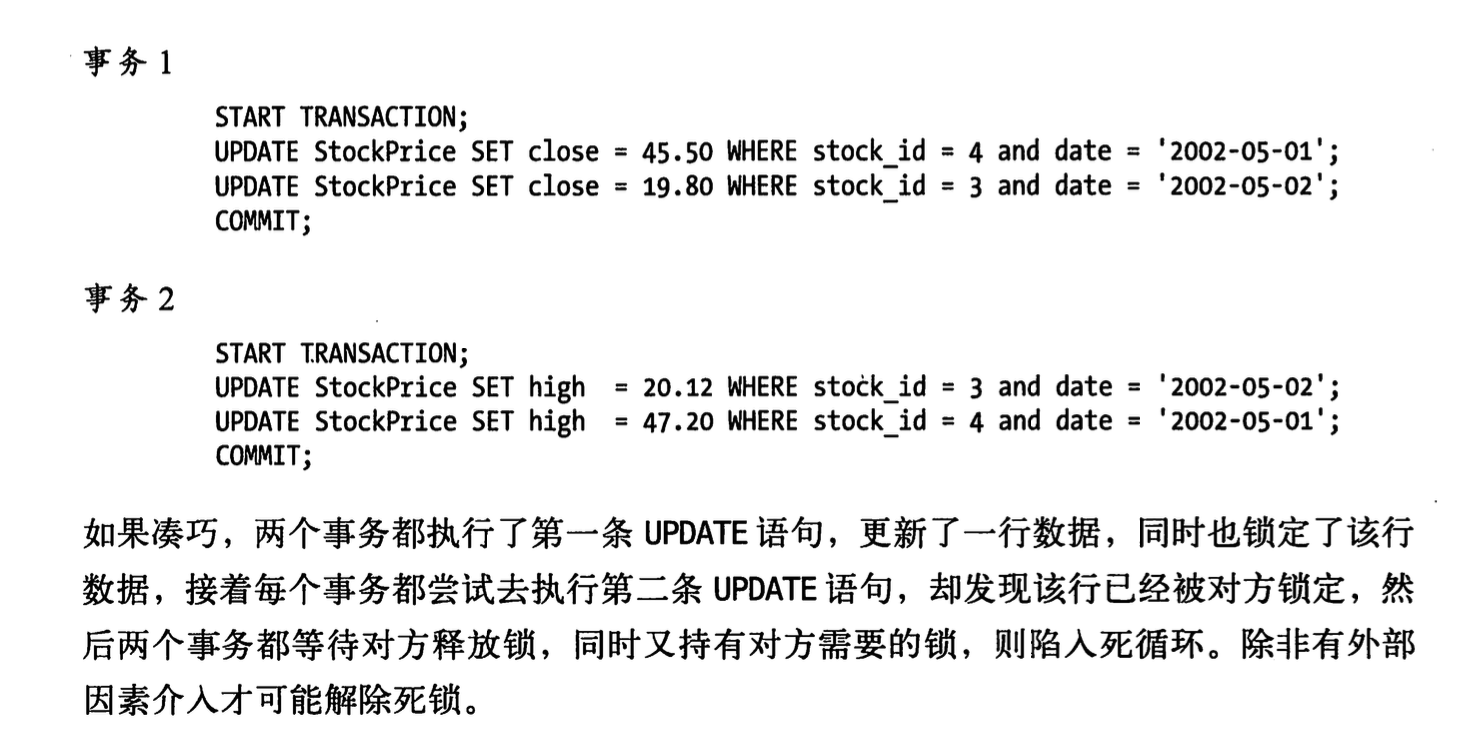 事务 1
START TRANSACTION;
UPDATE StockPrice SET close = 45.50 WHERE stock_id = 4 and date = '2002-05-01';
UPDATE StockPrice SET close = 19.80 WHERE stock_id = 3 and date = '2002-05-02';
COMMIT;
事务 2
START TRANSACTION;
UPDATE StockPrice SET high  = 20.12 WHERE stock_id = 3 and date = '2002-05-02';
UPDATE StockPrice SET high  = 47.20 WHERE stock_id = 4 and date = '2002-05-01';
COMMIT;
如果凑巧，两个事务都执行了第一条 UPDATE 语句，更新了一行数据，同时也锁定了该行
数据，接着每个事务都尝试去执行第二条 UPDATE 语句，却发现该行已经被对方锁定，然
后两个事务都等待对方释放锁，同时又持有对方需要的锁，则陷入死循环。除非有外部
因素介入才可能解除死锁。